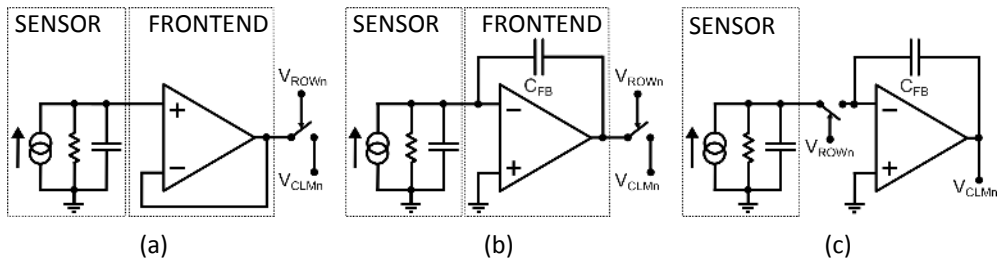 SENSOR FRONTEND
+
−
V_ROWn
V_CLMn
(a)
SENSOR FRONTEND
C_FB
−
+
V_ROWn
V_CLMn
(b)
SENSOR
V_ROWn
C_FB
−
+
V_CLMn
(c)